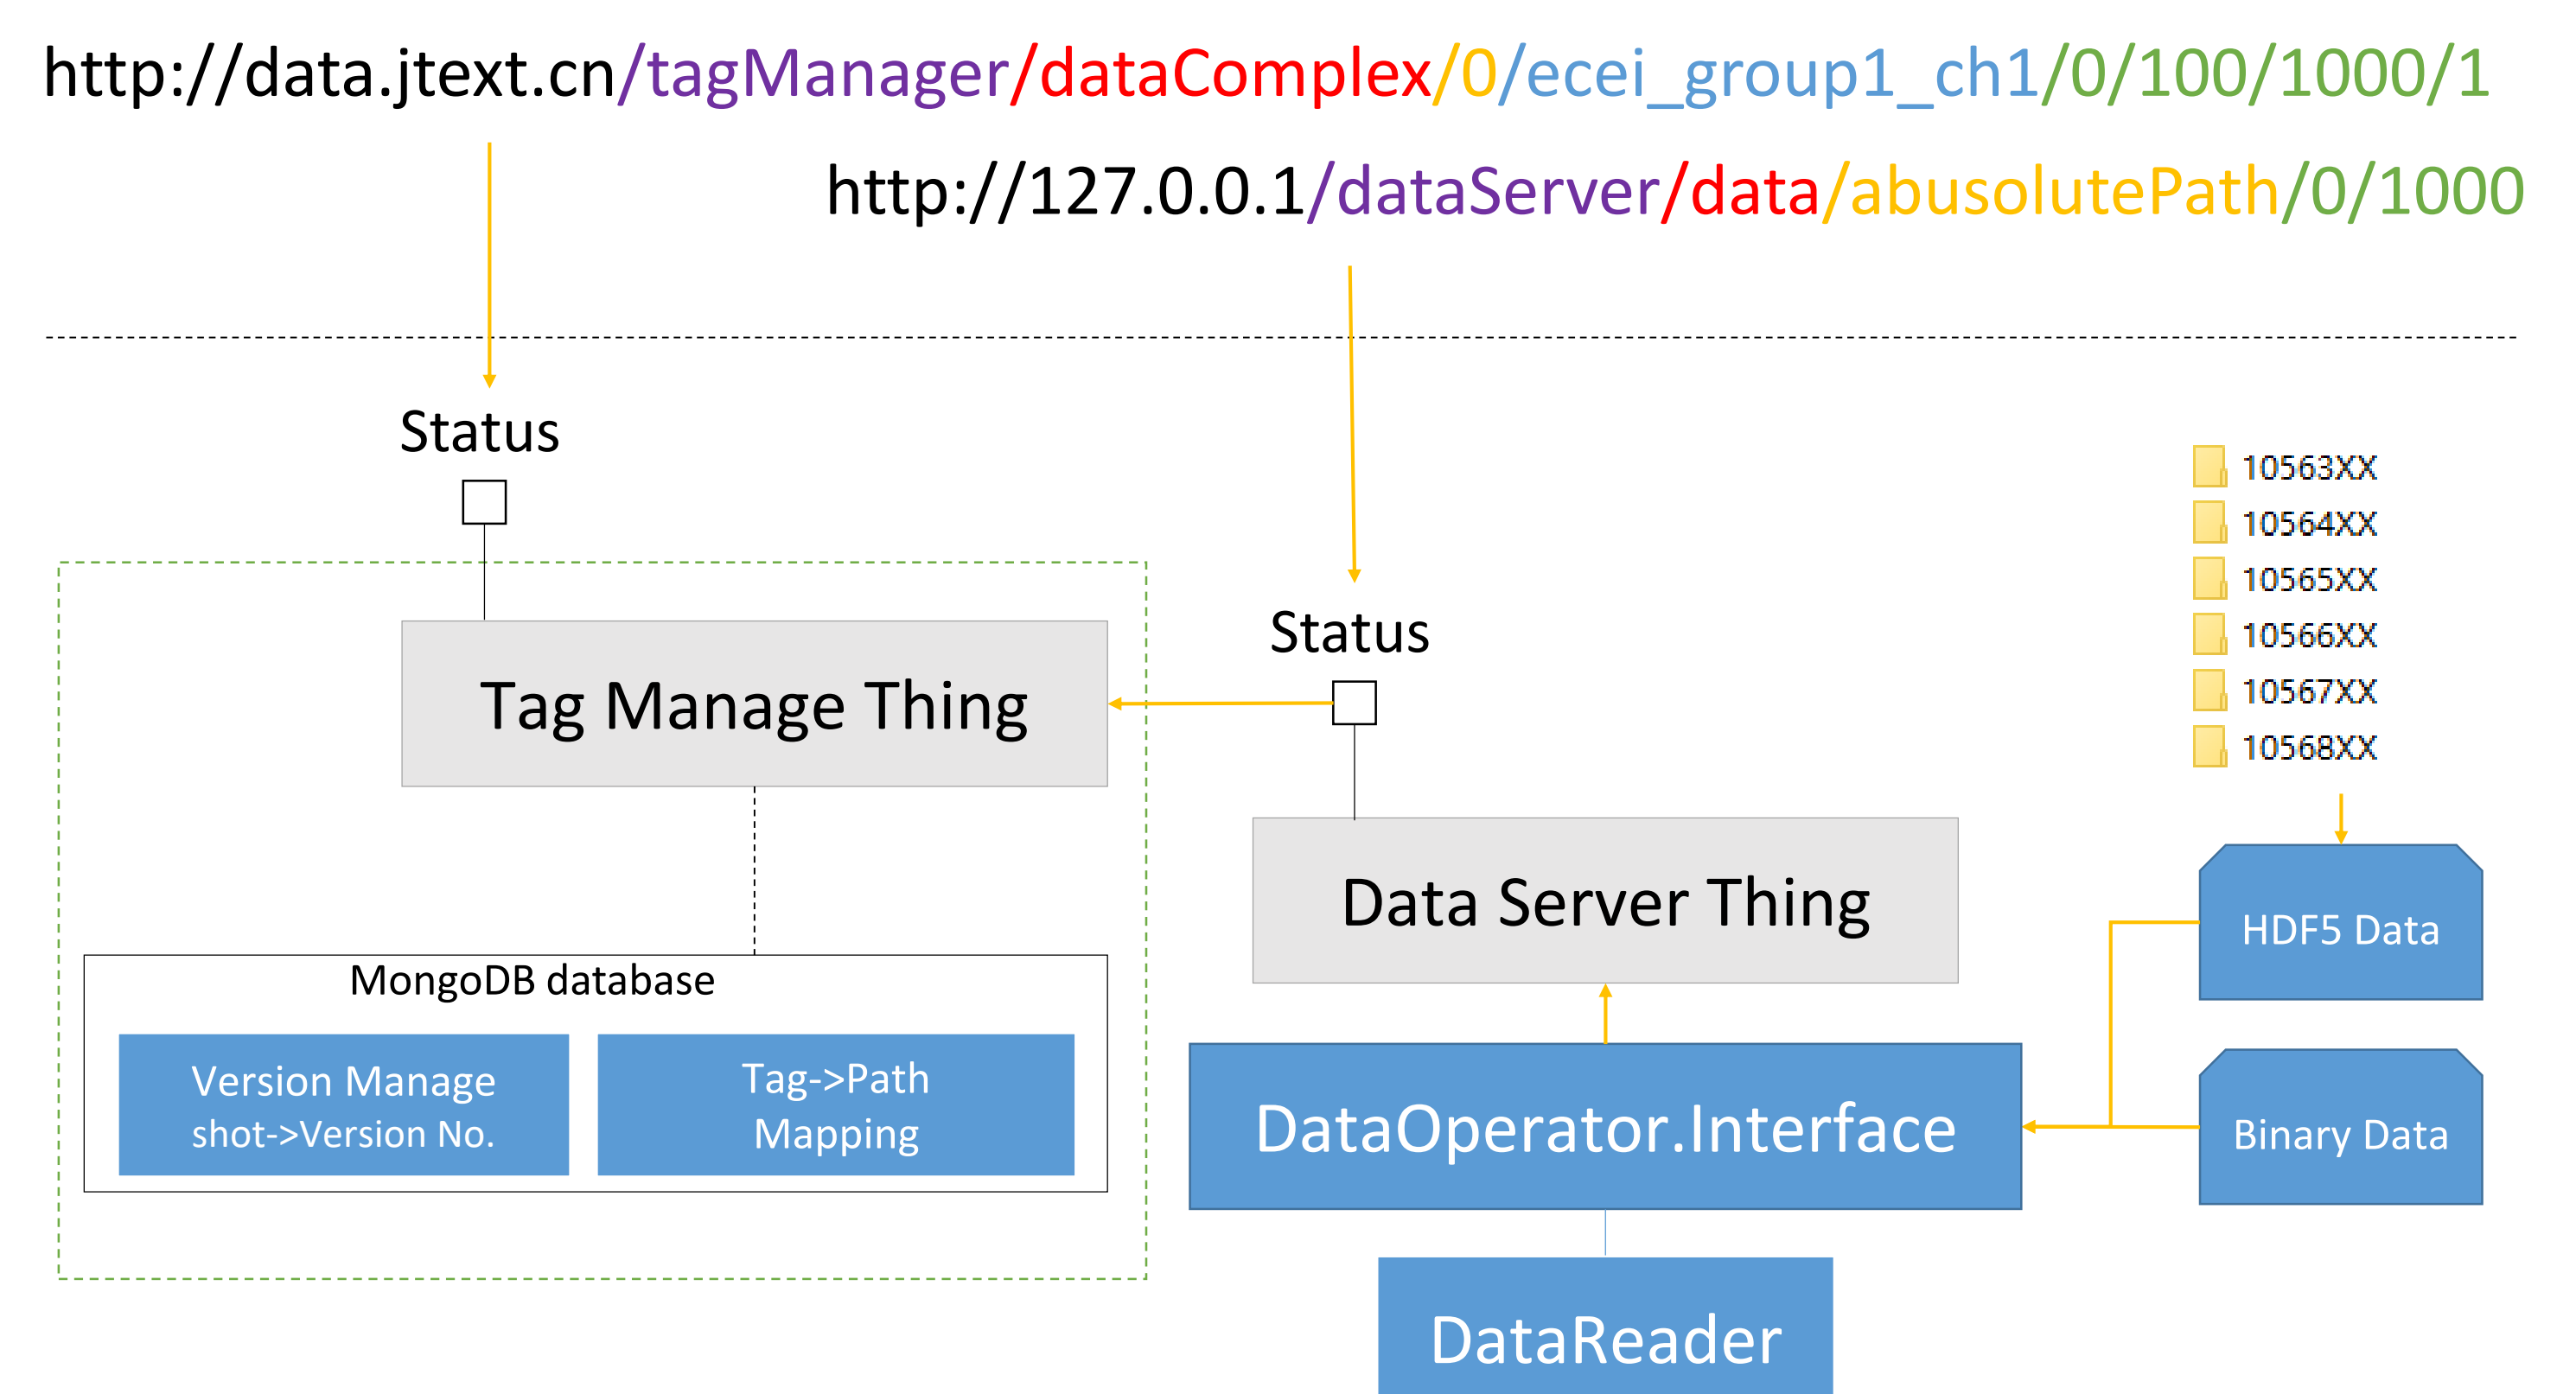 http://data.jtext.cn/tagManager/dataComplex/0/ecei_group1_ch1/0/100/1000/1
http://127.0.0.1/dataServer/data/abusolutePath/0/1000
Status
Status
10563XX
10564XX
10565XX
10566XX
10567XX
10568XX
Tag Manage Thing
Data Server Thing
HDF5 Data
MongoDB database
Version Manage
shot->Version No.
Tag->Path
Mapping
DataOperator.Interface
Binary Data
DataReader